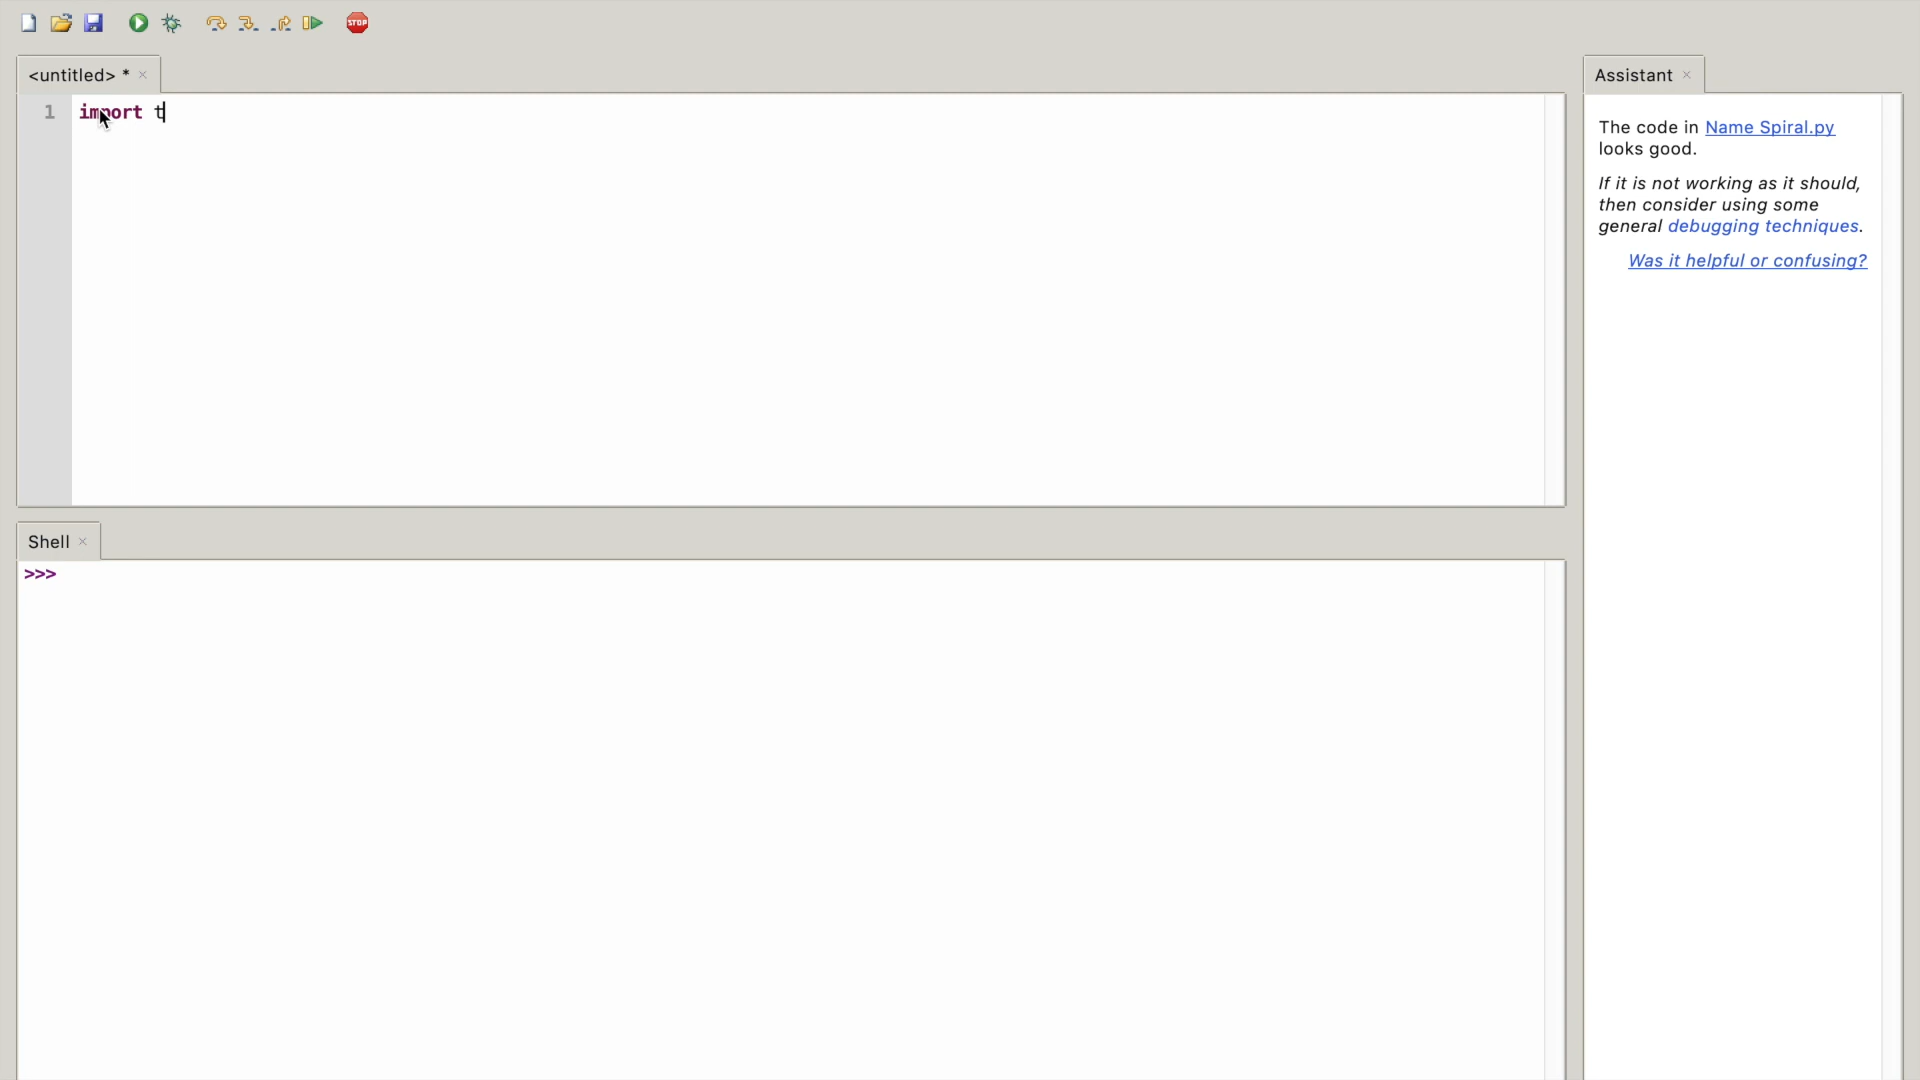 STOP
<untitled> *
Assistant
1
import t
The code in Name Spiral.py
looks good.
If it is not working as it should,
then consider using some
general debugging techniques.
Was it helpful or confusing?
Shell
>>>